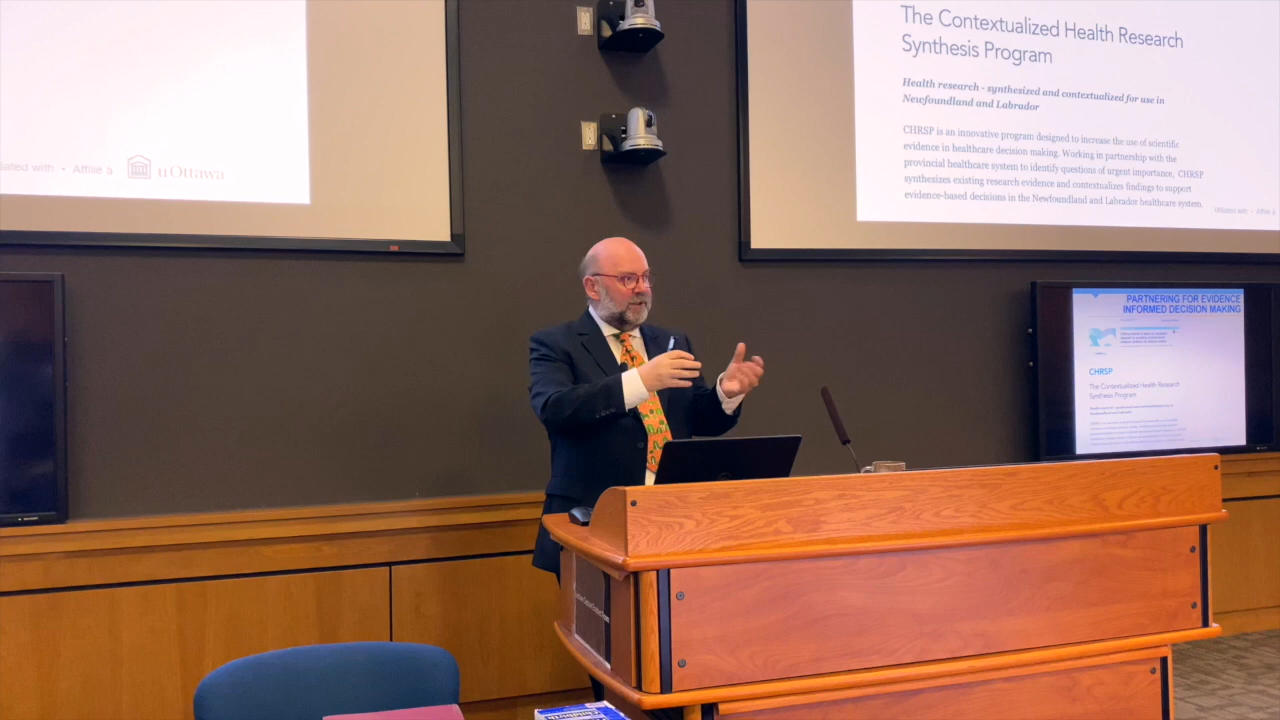 iated with • Affilié à uOttawa
The Contextualized Health Research
Synthesis Program
Health research - synthesized and contextualized for use in
Newfoundland and Labrador
CHRSP is an innovative program designed to increase the use of scientific
evidence in healthcare decision making. Working in partnership with the
provincial healthcare system to identify questions of urgent importance, CHRSP
synthesizes existing research evidence and contextualizes findings to support
evidence-based decisions in the Newfoundland and Labrador healthcare system.
Affiliated with • Affilié à
PARTNERING FOR EVIDENCE
INFORMED DECISION MAKING
CHRSP
The Contextualized Health Research
Synthesis Program